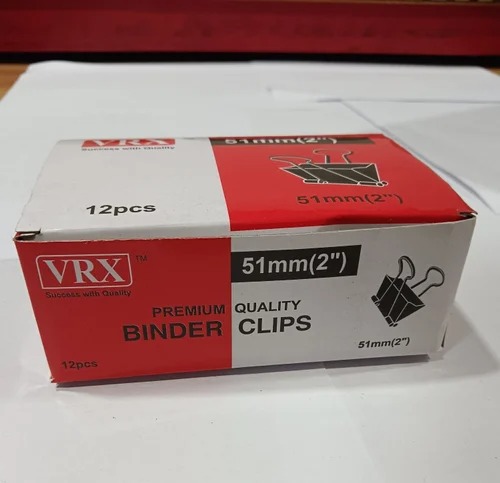 VRX
Success with Quality
51mm(2")
12pcs
51mm(2")
VRX TM
Success with Quality
51mm(2")
PREMIUM QUALITY
BINDER CLIPS
12pcs
51mm(2")